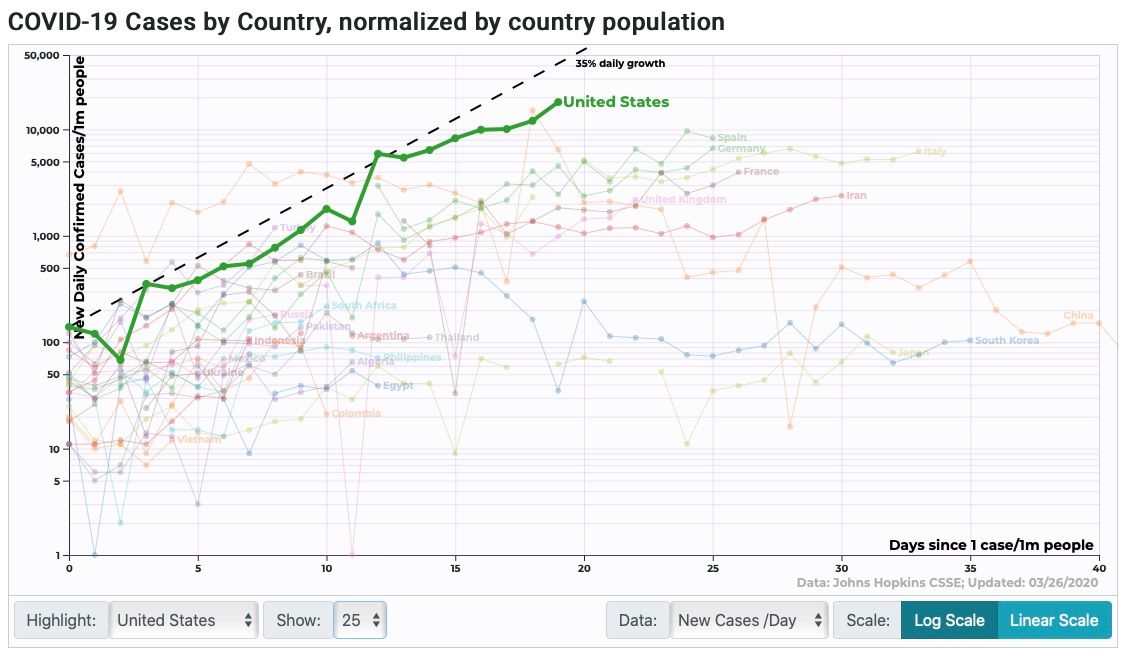 COVID-19 Cases by Country, normalized by country population
50,000
10,000
5,000
1,000
500
100
50
10
5
1
New Daily Confirmed Cases/1m people
35% daily growth
United States
Spain
Germany
Italy
France
Iran
United Kingdom
Turkey
Brazil
South Africa
Russia
Pakistan
China
Argentina
Thailand
South Korea
Indonesia
Japan
Mexico
Philippines
Algeria
Ukraine
Egypt
Colombia
Vietnam
Days since 1 case/1m people
0 5 10 15 20 25 30 35 40
Data: Johns Hopkins CSSE; Updated: 03/26/2020
Highlight: United States Show: 25 Data: New Cases /Day Scale: Log Scale Linear Scale